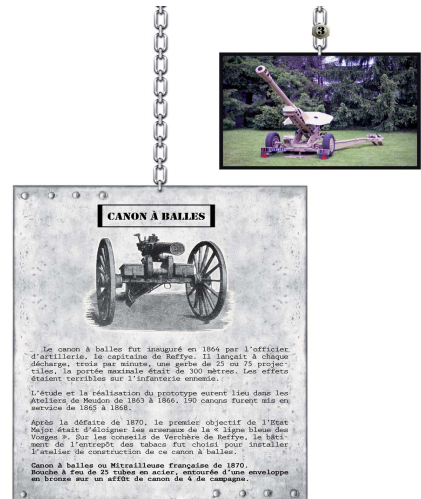 3
CANON À BALLES
Le canon à balles fut inauguré en 1864 par l'officier
d'artillerie, le capitaine de Reffye. Il lançait à chaque
décharge, trois par minute, une gerbe de 25 ou 75 projec-
tiles, la portée maximale était de 300 mètres. Les effets
étaient terribles sur l'infanterie ennemie.
L'étude et la réalisation du prototype eurent lieu dans les
Ateliers de Meudon de 1863 à 1866, 190 canons furent mis en
service de 1865 à 1868.
Après la défaite de 1870, le premier objectif de l'Etat
Major était d'éloigner les arsenaux de la « ligne bleue des
Vosges ». Sur les conseils de Verchère de Reffye, le bâti-
ment de l'entrepôt des tabacs fut choisi pour installer
l'atelier de construction de ce canon à balles.
Canon à balles ou Mitrailleuse française de 1870.
Bouche à feu de 25 tubes en acier, entourée d'une enveloppe
en bronze sur un affût de canon de 4 de campagne.